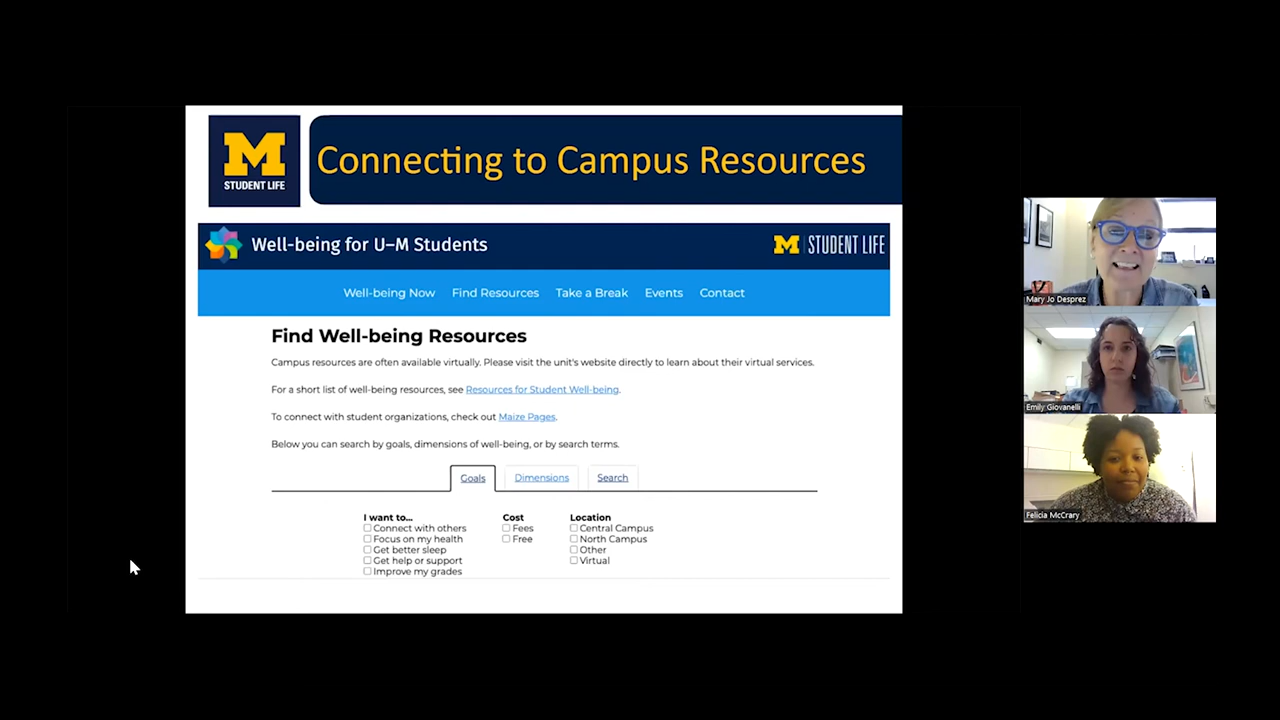 M
STUDENT LIFE
Connecting to Campus Resources
Well-being for U-M Students
M STUDENT LIFE
Well-being Now Find Resources Take a Break Events Contact
Find Well-being Resources
Campus resources are often available virtually. Please visit the unit's website directly to learn about their virtual services.
For a short list of well-being resources, see Resources for Student Well-being.
To connect with student organizations, check out Maize Pages.
Below you can search by goals, dimensions of well-being, or by search terms.
Goals Dimensions Search
I want to... Cost Location
Connect with others Fees Central Campus
Focus on my health Free North Campus
Get better sleep Other
Get help or support Virtual
Improve my grades
Mary Jo Desprez
Emily Giovanelli
Felicia McCrary